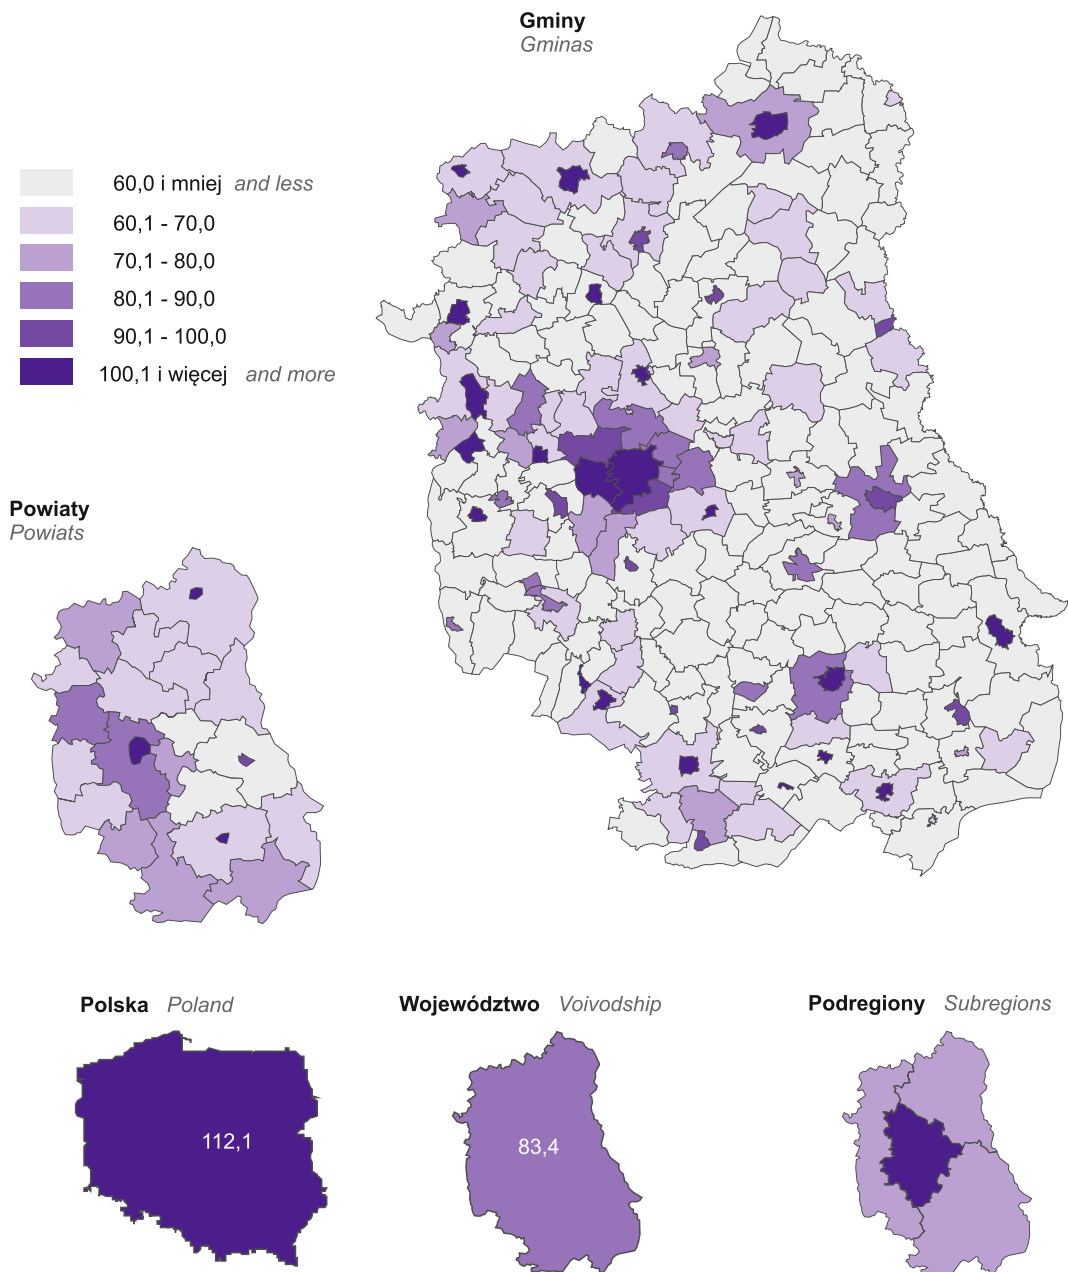 Gminy
Gminas
60,0 i mniej and less
60,1 - 70,0
70,1 - 80,0
80,1 - 90,0
90,1 - 100,0
100,1 i więcej and more
Powiaty
Powiats
Polska Poland
Województwo Voivodship
Podregiony Subregions
112,1
83,4